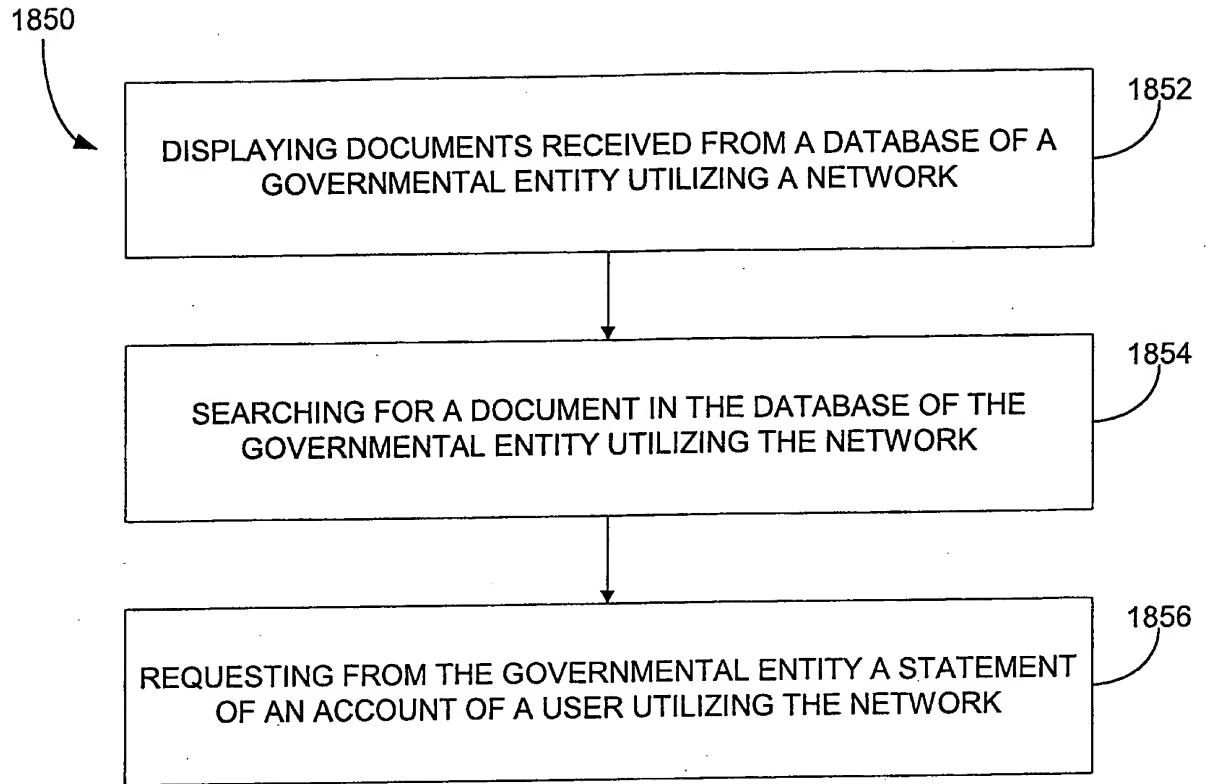 1850
1852
DISPLAYING DOCUMENTS RECEIVED FROM A DATABASE OF A
GOVERNMENTAL ENTITY UTILIZING A NETWORK
1854
SEARCHING FOR A DOCUMENT IN THE DATABASE OF THE
GOVERNMENTAL ENTITY UTILIZING THE NETWORK
1856
REQUESTING FROM THE GOVERNMENTAL ENTITY A STATEMENT
OF AN ACCOUNT OF A USER UTILIZING THE NETWORK